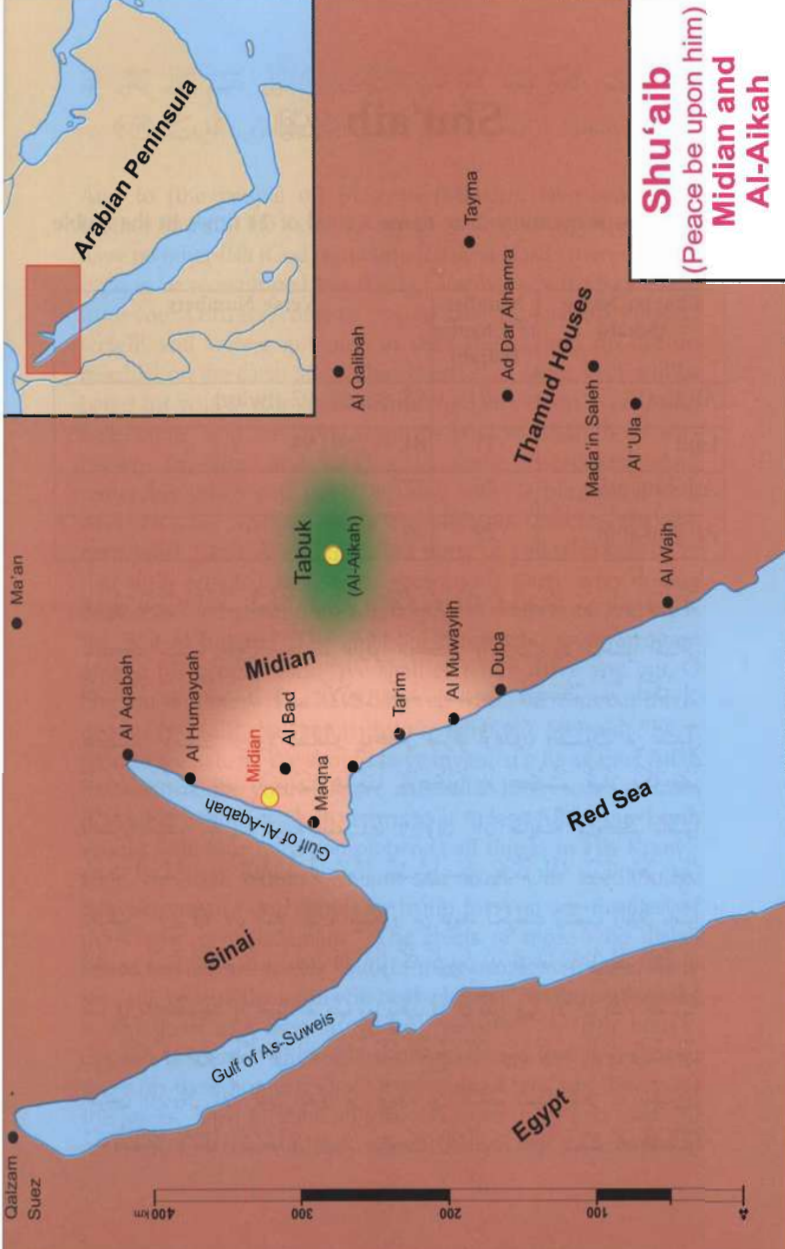 Arabian Peninsula
Shu‘aib
(Peace be upon him)
Midian and
Al-Aikah
Qalzam
Suez
Ma'an
Al Aqabah
Al Humaydah
Midian
Midian
Al Bad
Maqna
Gulf of Al-Aqabah
Tabuk
(Al-Aikah)
Al Qalibah
Tayma
Ad Dar Alhamra
Thamud Houses
Mada'in Saleh
Al 'Ula
Tarim
Al Muwaylih
Duba
Al Wajh
Sinai
Gulf of As-Suweis
Red Sea
Egypt
400 km
300
200
100
Shu‘aib